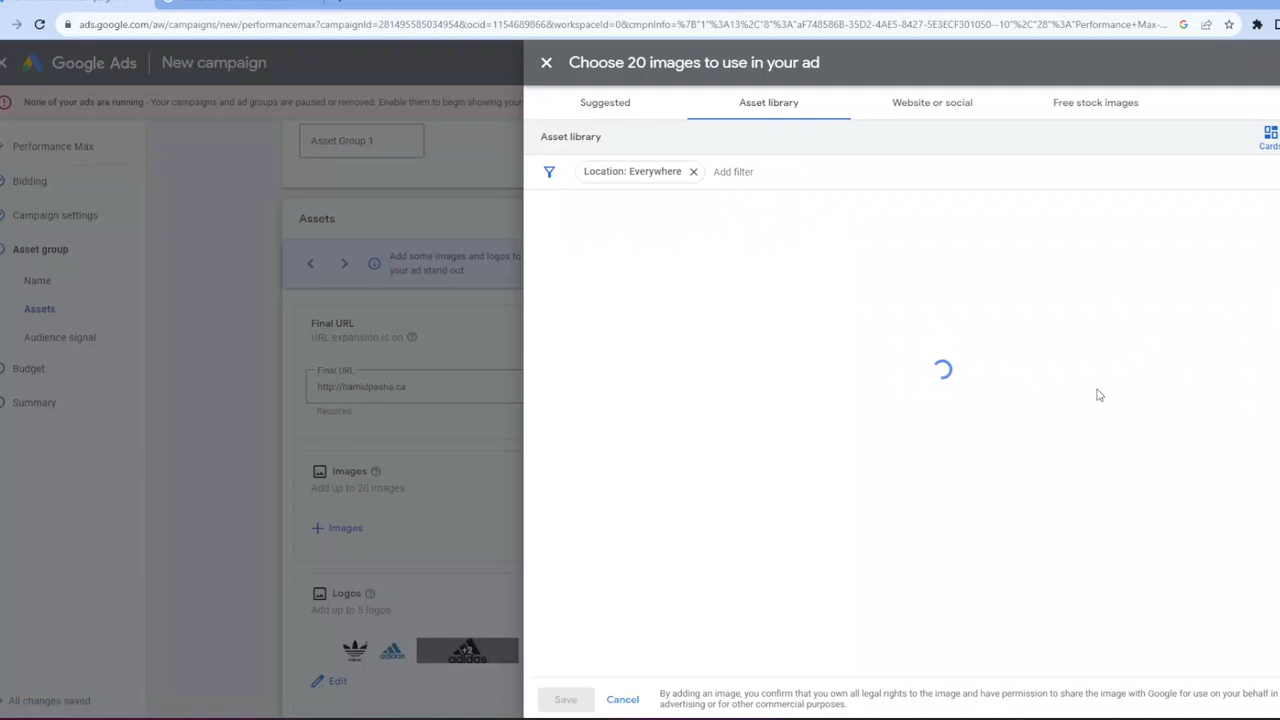 ads.google.com/aw/campaigns/new/performancemax?campaignId=281495585034954&ocid=1154689866&workspaceId=0&cmpnInfo=%7B"1"%3A13%2C"8"%3A"aF748586B-35D2-4AE5-8427-5E3ECF301050--10"%2C"28"%3A"Performance+Max-...
Google Ads
New campaign
Choose 20 images to use in your ad
None of your ads are running - Your campaigns and ad groups are paused or removed. Enable them to begin showing your
Suggested
Asset library
Website or social
Free stock images
Performance Max
Bidding
Campaign settings
Asset group
Name
Assets
Audience signal
Budget
Summary
All changes saved
Asset Group 1
Assets
Add some images and logos to
your ad stand out
Final URL
URL expansion is on
Final URL
http://hamidpasha.ca
Required
Images
Add up to 20 images
Images
Logos
Add up to 5 logos
adidas
+2
adidas
Edit
Asset library
Cards
Location: Everywhere
Add filter
Save
Cancel
By adding an image, you confirm that you own all legal rights to the image and have permission to share the image with Google for use on your behalf in
advertising or for other commercial purposes.